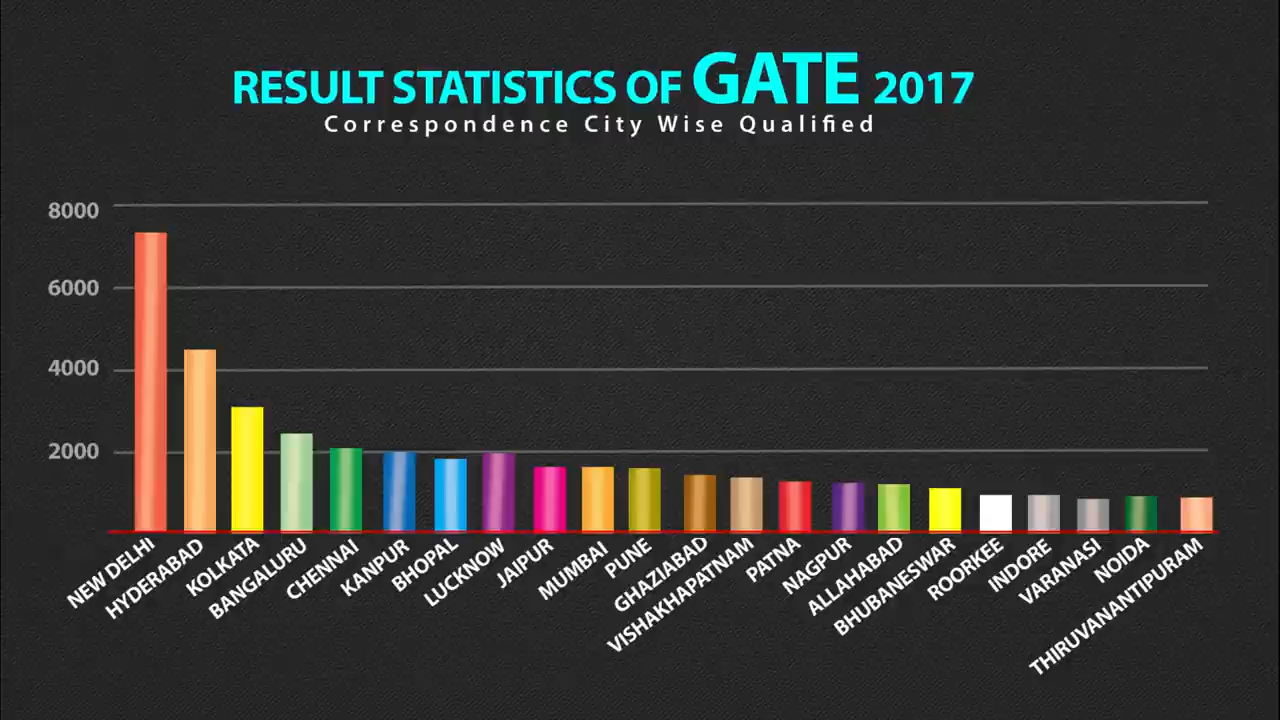 RESULT STATISTICS OF GATE 2017
Correspondence City Wise Qualified
8000
6000
4000
2000
NEW DELHI
HYDERABAD
KOLKATA
BANGALURU
CHENNAI
KANPUR
BHOPAL
LUCKNOW
JAIPUR
MUMBAI
PUNE
GHAZIABAD
VISHAKHAPATNAM
PATNA
NAGPUR
ALLAHABAD
BHUBANESWAR
ROORKEE
INDORE
VARANASI
NOIDA
THIRUVANANTIPURAM